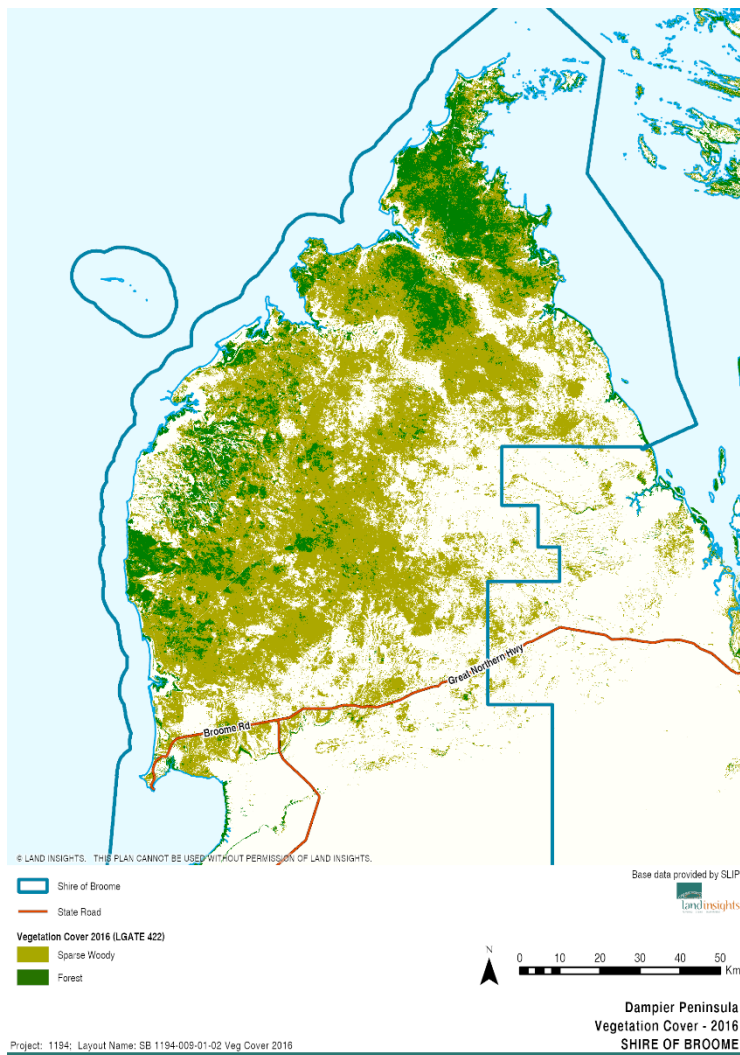 Great Northern Hwy
Broome Rd
© LAND INSIGHTS. THIS PLAN CANNOT BE USED WITHOUT PERMISSION OF LAND INSIGHTS.
Shire of Broome
State Road
Vegetation Cover 2016 (LGATE 422)
Sparse Woody
Forest
Base data provided by SLIP
landinsights
N
0 10 20 30 40 50
Km
Dampier Peninsula
Vegetation Cover - 2016
SHIRE OF BROOME
Project: 1194; Layout Name: SB 1194-009-01-02 Veg Cover 2016